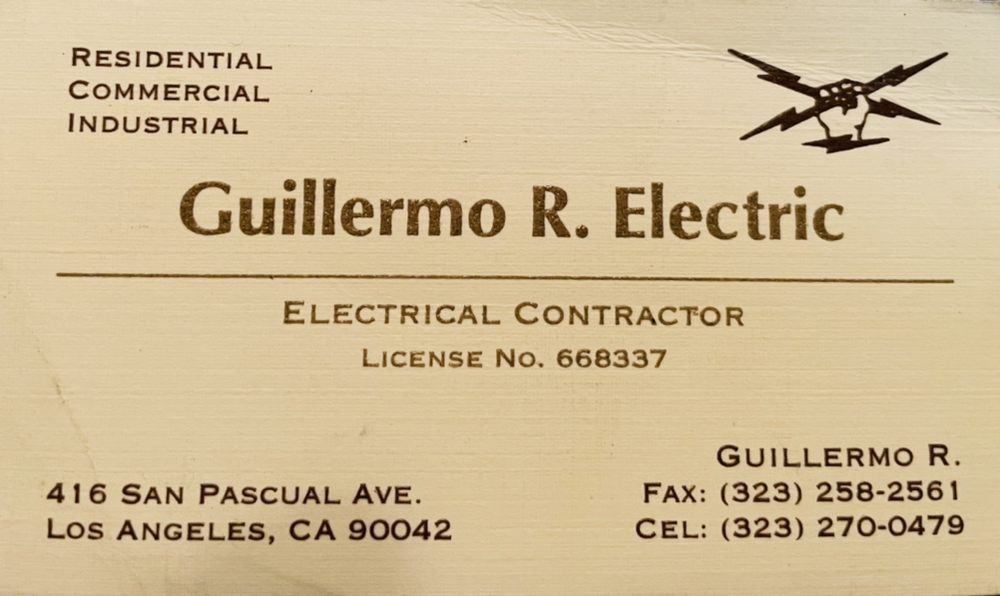 RESIDENTIAL
COMMERCIAL
INDUSTRIAL
Guillermo R. Electric
ELECTRICAL CONTRACTOR
LICENSE NO. 668337
416 SAN PASCUAL AVE.
LOS ANGELES, CA 90042
GUILLERMO R.
FAX: (323) 258-2561
CEL: (323) 270-0479